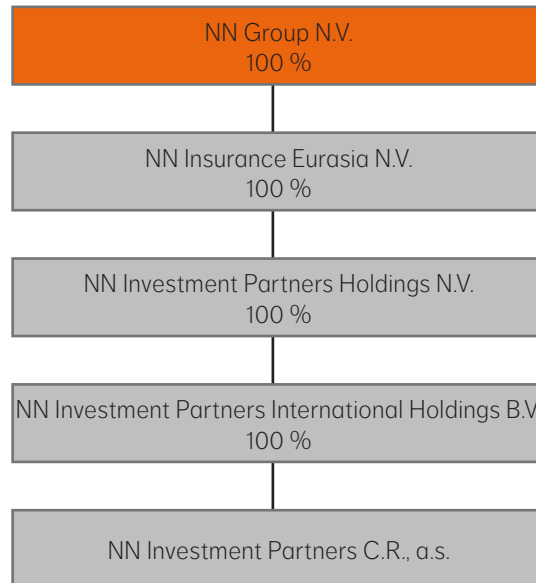 NN Group N.V.
100 %
NN Insurance Eurasia N.V.
100 %
NN Investment Partners Holdings N.V.
100 %
NN Investment Partners International Holdings B.V
100 %
NN Investment Partners C.R., a.s.